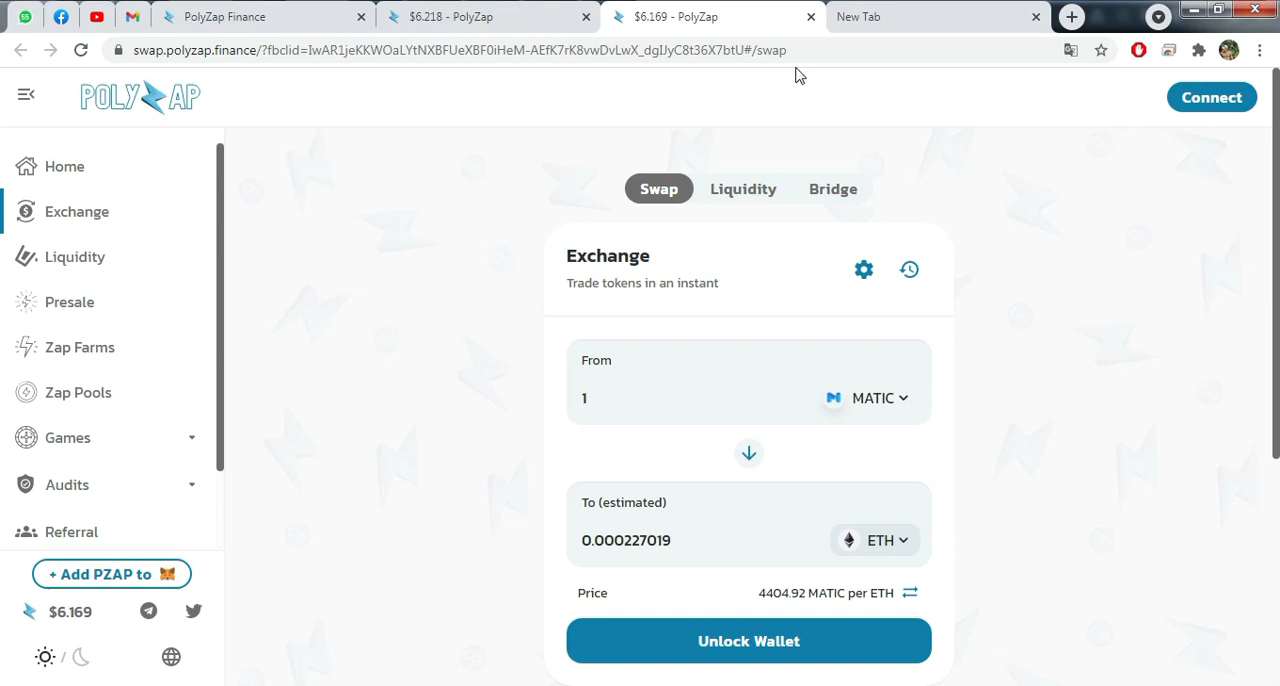 PolyZap Finance
$6.218 - PolyZap
$6.169 - PolyZap
New Tab
swap.polyzap.finance/?fbclid=IwAR1jeKKWOaLYtNXBFUeXBF0iHeM-AEfK7rK8vwDvLwX_dgIJyC8t36X7btU#/swap
POLYZAP
Connect
Home
Exchange
Liquidity
Presale
Zap Farms
Zap Pools
Games
Audits
Referral
+ Add PZAP to
$6.169
/
Swap
Liquidity
Bridge
Exchange
Trade tokens in an instant
From
1
MATIC
To (estimated)
0.000227019
ETH
Price
4404.92 MATIC per ETH
Unlock Wallet